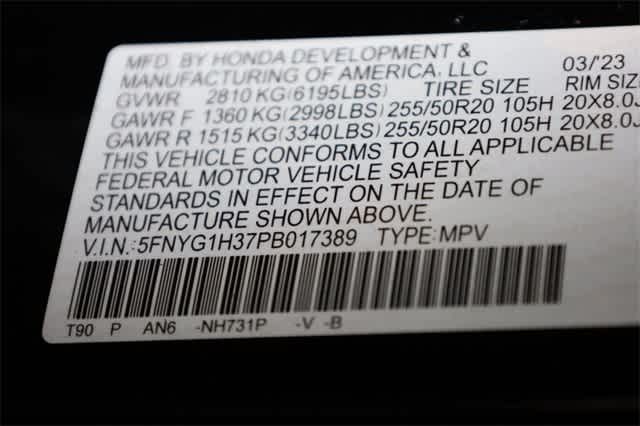 MFD. BY HONDA DEVELOPMENT &
MANUFACTURING OF AMERICA, LLC 03/'23
GVWR 2810 KG(6195LBS) TIRE SIZE RIM SIZE
GAWR F 1360 KG(2998LBS) 255/50R20 105H 20X8.0J
GAWR R 1515 KG(3340LBS) 255/50R20 105H 20X8.0J
THIS VEHICLE CONFORMS TO ALL APPLICABLE
FEDERAL MOTOR VEHICLE SAFETY
STANDARDS IN EFFECT ON THE DATE OF
MANUFACTURE SHOWN ABOVE.
V.I.N.:5FNYG1H37PB017389 TYPE:MPV
T90 P AN6 -NH731P -V -B